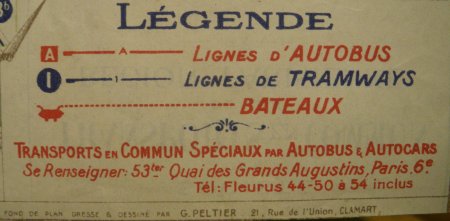 LÉGENDE
A A LIGNES D'AUTOBUS
1 1 LIGNES DE TRAMWAYS
BATEAUX
TRANSPORTS EN COMMUN SPÉCIAUX PAR AUTOBUS & AUTOCARS
Se Renseigner: 53ter Quai des Grands Augustins, Paris. 6e
Tél: Fleurus 44-50 à 54 inclus
FOND DE PLAN GRESSÉ & DESSINÉ PAR G. PELTIER. 21, Rue de l'Union. CLAMART.